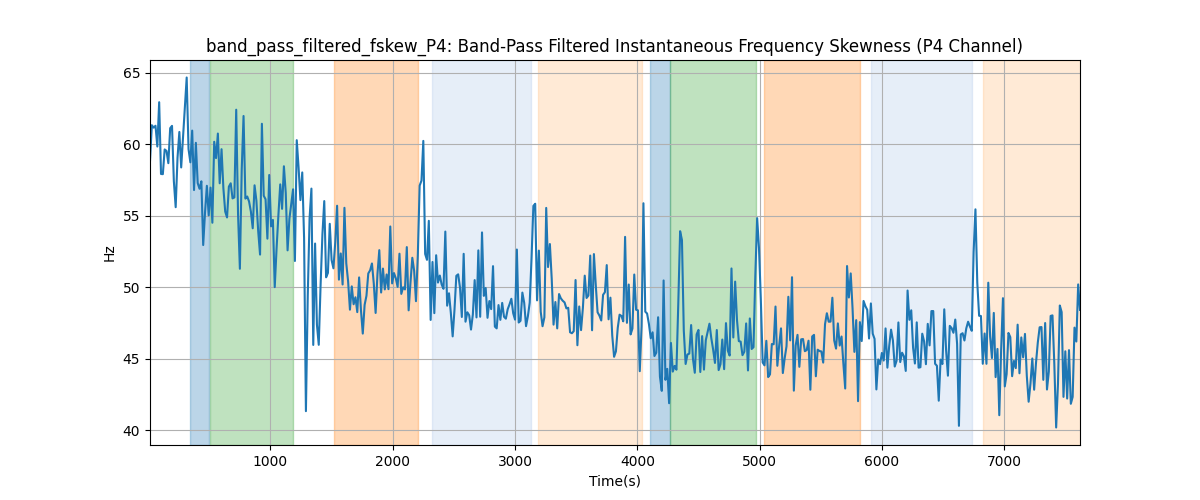 band_pass_filtered_fskew_P4: Band-Pass Filtered Instantaneous Frequency Skewness (P4 Channel)
65
60
55
50
45
40
Hz
1000 2000 3000 4000 5000 6000 7000
Time(s)